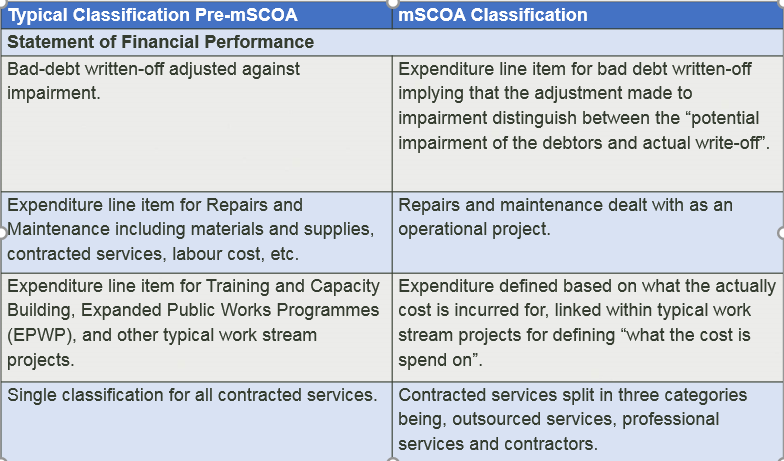 Typical Classification Pre-mSCOA
mSCOA Classification
Statement of Financial Performance
Bad-debt written-off adjusted against
impairment.
Expenditure line item for bad debt written-off
implying that the adjustment made to
impairment distinguish between the “potential
impairment of the debtors and actual write-off”.
Expenditure line item for Repairs and
Maintenance including materials and supplies,
contracted services, labour cost, etc.
Repairs and maintenance dealt with as an
operational project.
Expenditure line item for Training and Capacity
Building, Expanded Public Works Programmes
(EPWP), and other typical work stream
projects.
Expenditure defined based on what the actually
cost is incurred for, linked within typical work
stream projects for defining “what the cost is
spend on”.
Single classification for all contracted services.
Contracted services split in three categories
being, outsourced services, professional
services and contractors.